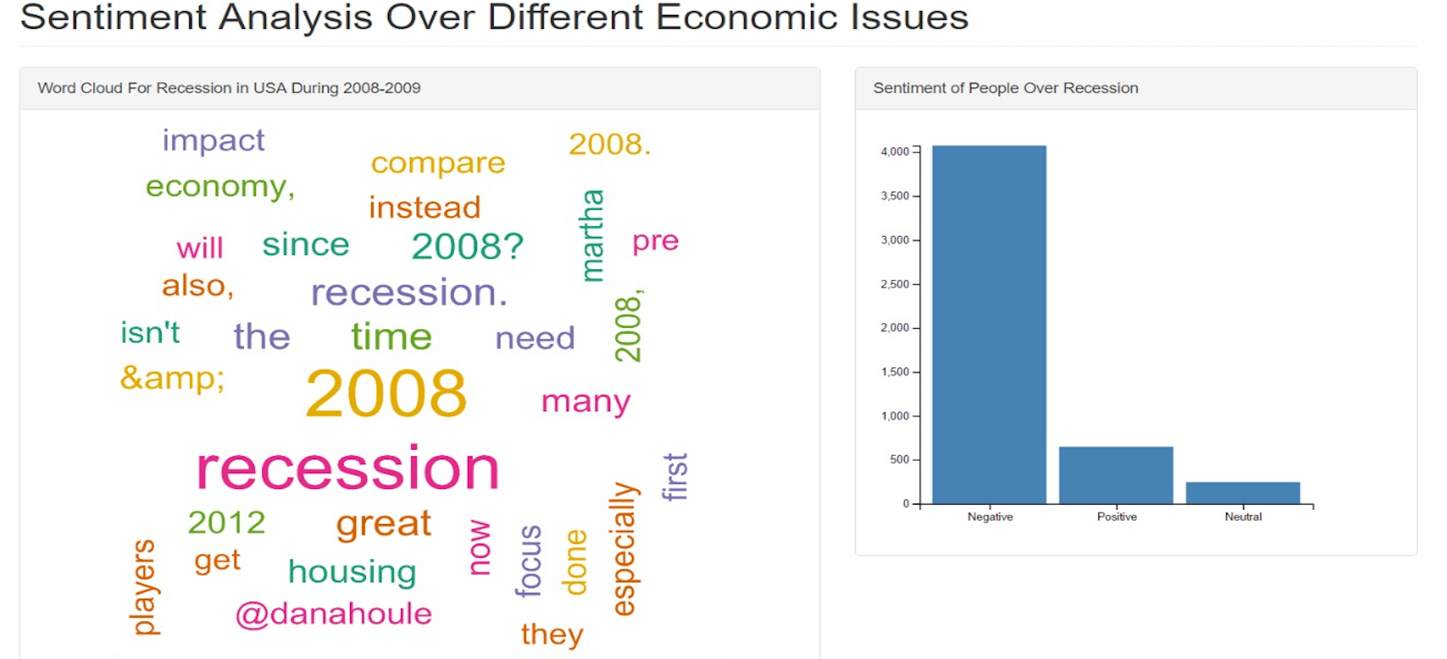 Sentiment Analysis Over Different Economic Issues
Word Cloud For Recession in USA During 2008-2009
impact
compare
2008.
economy,
instead
martha
will
since
2008?
pre
also,
recession.
isn't
the
time
need
2008,
&amp;
2008
many
recession
first
2012
great
now
focus
done
especially
players
get
housing
@danahoule
they
Sentiment of People Over Recession
4,000
3,500
3,000
2,500
2,000
1,500
1,000
500
0
Negative
Positive
Neutral